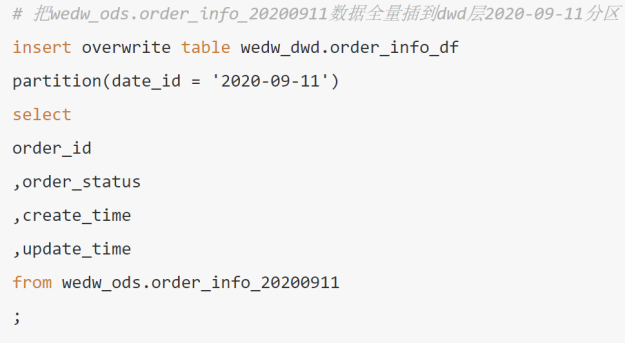 # 把wedw_ods.order_info_20200911数据全量插到dwd层2020-09-11分区
insert overwrite table wedw_dwd.order_info_df
partition(date_id = '2020-09-11')
select
order_id
,order_status
,create_time
,update_time
from wedw_ods.order_info_20200911
;